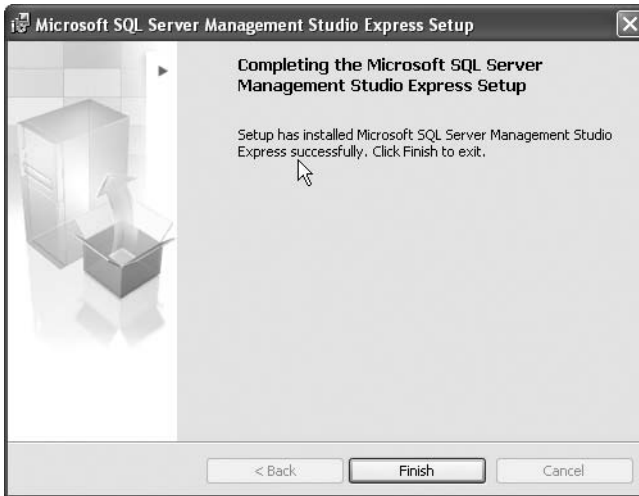 Microsoft SQL Server Management Studio Express Setup
Completing the Microsoft SQL Server
Management Studio Express Setup
Setup has installed Microsoft SQL Server Management Studio
Express successfully. Click Finish to exit.
< Back
Finish
Cancel